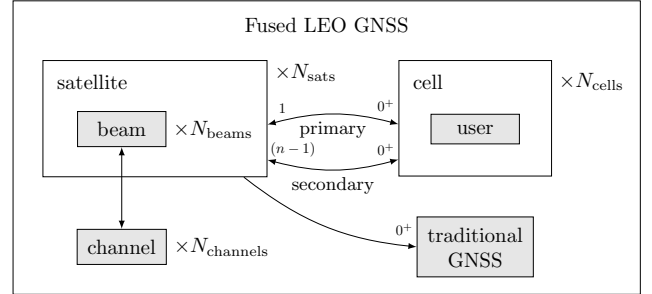 Fused LEO GNSS
satellite
×N_sats
cell
×N_cells
beam
×N_beams
1
0⁺
primary
user
(n − 1)
0⁺
secondary
channel
×N_channels
0⁺
traditional
GNSS